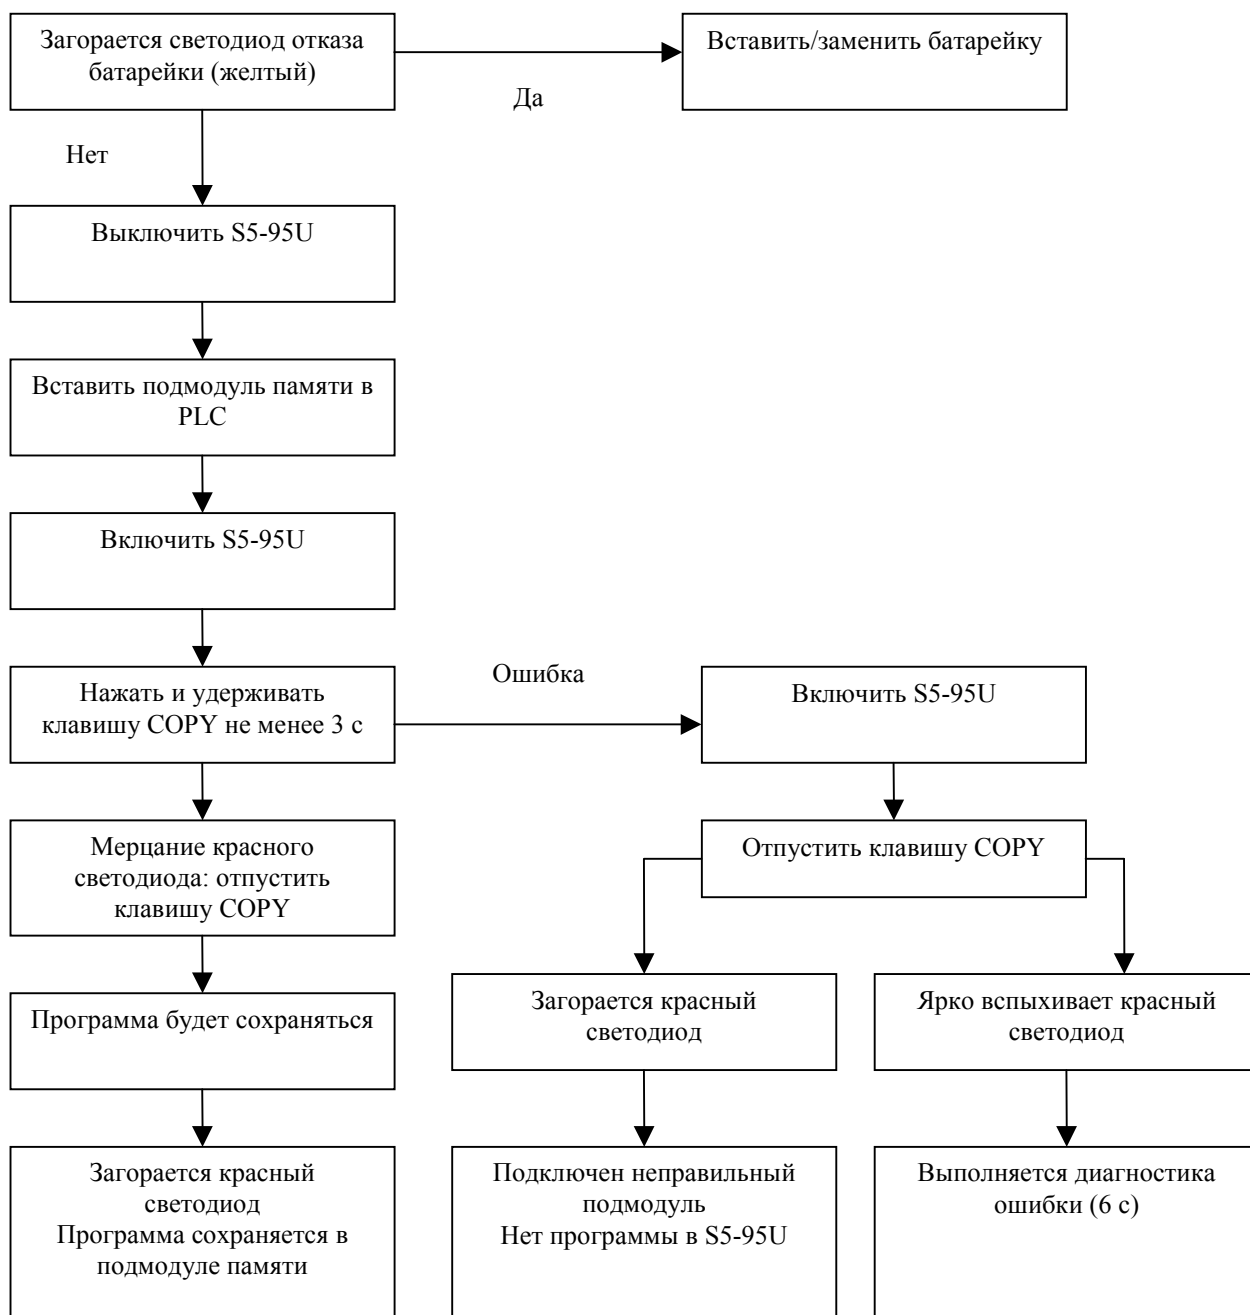 Загорается светодиод отказа
батарейки (желтый)
Вставить/заменить батарейку
Да
Нет
Выключить S5-95U
Вставить подмодуль памяти в
PLC
Включить S5-95U
Нажать и удерживать
клавишу COPY не менее 3 с
Ошибка
Включить S5-95U
Мерцание красного
светодиода: отпустить
клавишу COPY
Отпустить клавишу COPY
Программа будет сохраняться
Загорается красный
светодиод
Ярко вспыхивает красный
светодиод
Загорается красный
светодиод
Программа сохраняется в
подмодуле памяти
Подключен неправильный
подмодуль
Нет программы в S5-95U
Выполняется диагностика
ошибки (6 с)